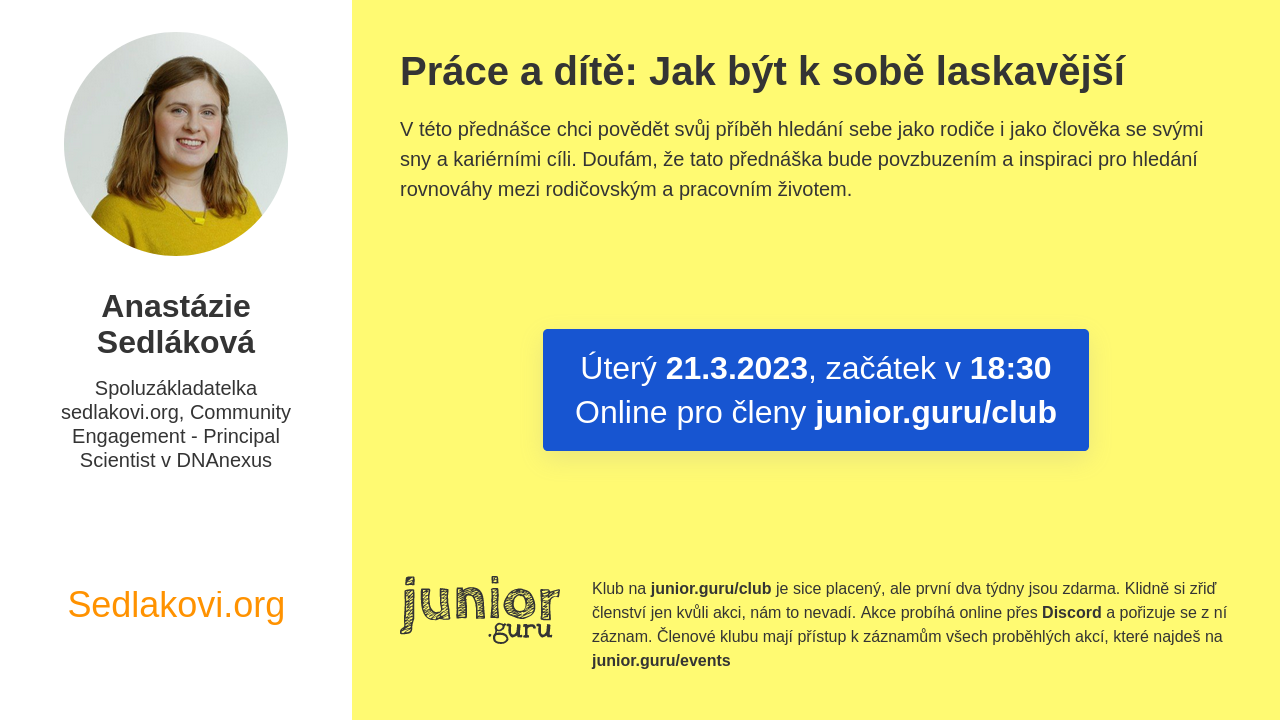 Anastázie
Sedláková
Spoluzákladatelka
sedlakovi.org, Community
Engagement - Principal
Scientist v DNAnexus
Sedlakovi.org
Práce a dítě: Jak být k sobě laskavější
V této přednášce chci povědět svůj příběh hledání sebe jako rodiče i jako člověka se svými
sny a kariérními cíli. Doufám, že tato přednáška bude povzbuzením a inspiraci pro hledání
rovnováhy mezi rodičovským a pracovním životem.
Úterý 21.3.2023, začátek v 18:30
Online pro členy junior.guru/club
junior
.guru
Klub na junior.guru/club je sice placený, ale první dva týdny jsou zdarma. Klidně si zřiď
členství jen kvůli akci, nám to nevadí. Akce probíhá online přes Discord a pořizuje se z ní
záznam. Členové klubu mají přístup k záznamům všech proběhlých akcí, které najdeš na
junior.guru/events